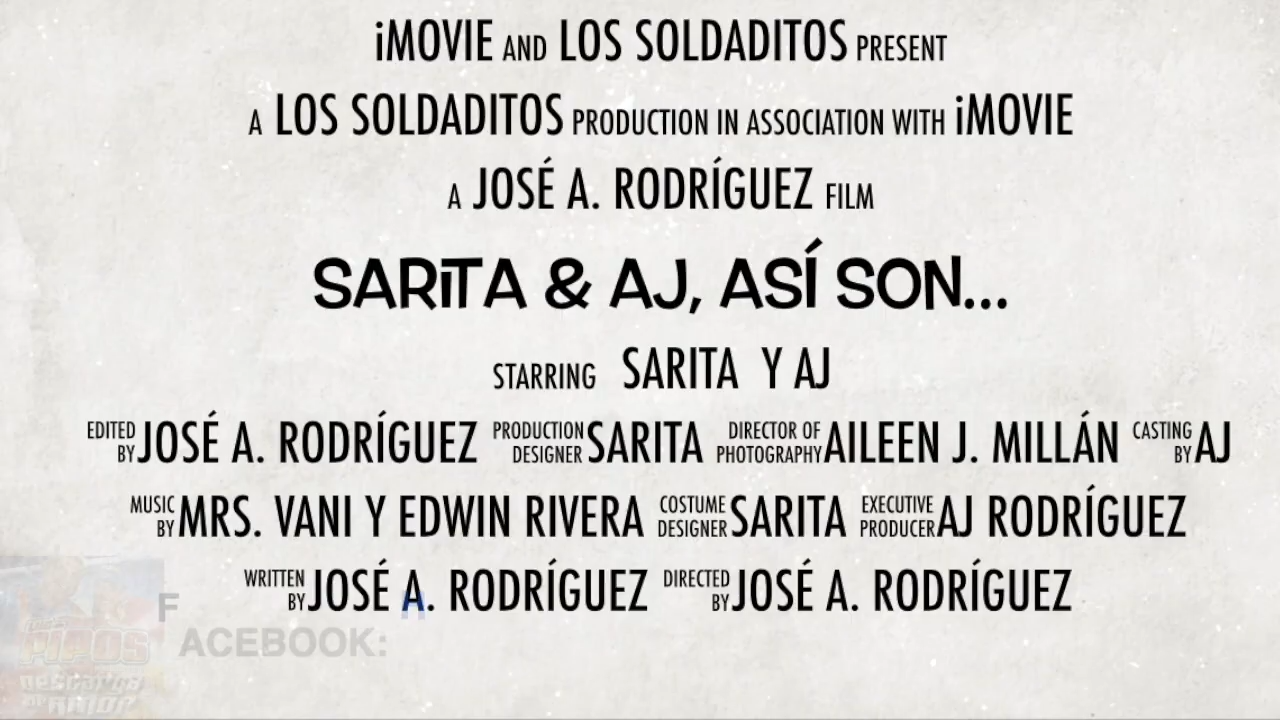 iMOVIE AND LOS SOLDADITOS PRESENT
A LOS SOLDADITOS PRODUCTION IN ASSOCIATION WITH iMOVIE
A JOSÉ A. RODRÍGUEZ FILM
SARiTA & AJ, ASÍ SON...
STARRING SARITA Y AJ
EDITED BY JOSÉ A. RODRÍGUEZ PRODUCTION DESIGNER SARITA DIRECTOR OF PHOTOGRAPHY AILEEN J. MILLÁN CASTING BY AJ
MUSIC BY MRS. VANI Y EDWIN RIVERA COSTUME DESIGNER SARITA EXECUTIVE PRODUCER AJ RODRÍGUEZ
WRITTEN BY JOSÉ A. RODRÍGUEZ DIRECTED BY JOSÉ A. RODRÍGUEZ
FACEBOOK:
PIPOS